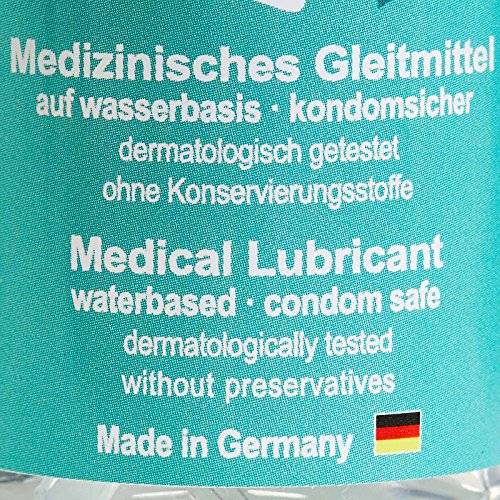 Medizinisches Gleitmittel
auf wasserbasis · kondomsicher
dermatologisch getestet
ohne Konservierungsstoffe
Medical Lubricant
waterbased · condom safe
dermatologically tested
without preservatives
Made in Germany